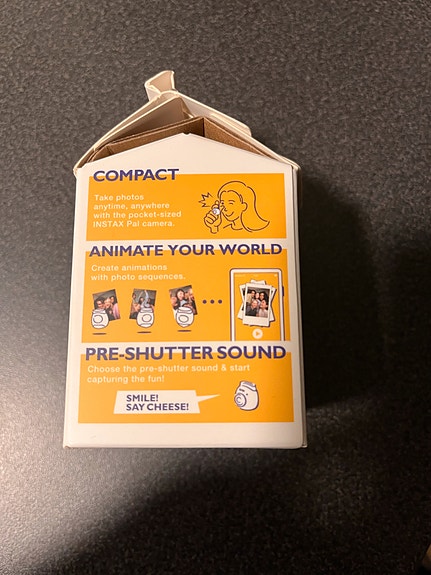 COMPACT
Take photos
anytime, anywhere
with the pocket-sized
INSTAX Pal camera.
ANIMATE YOUR WORLD
Create animations
with photo sequences.
PRE-SHUTTER SOUND
Choose the pre-shutter sound & start
capturing the fun!
SMILE!
SAY CHEESE!